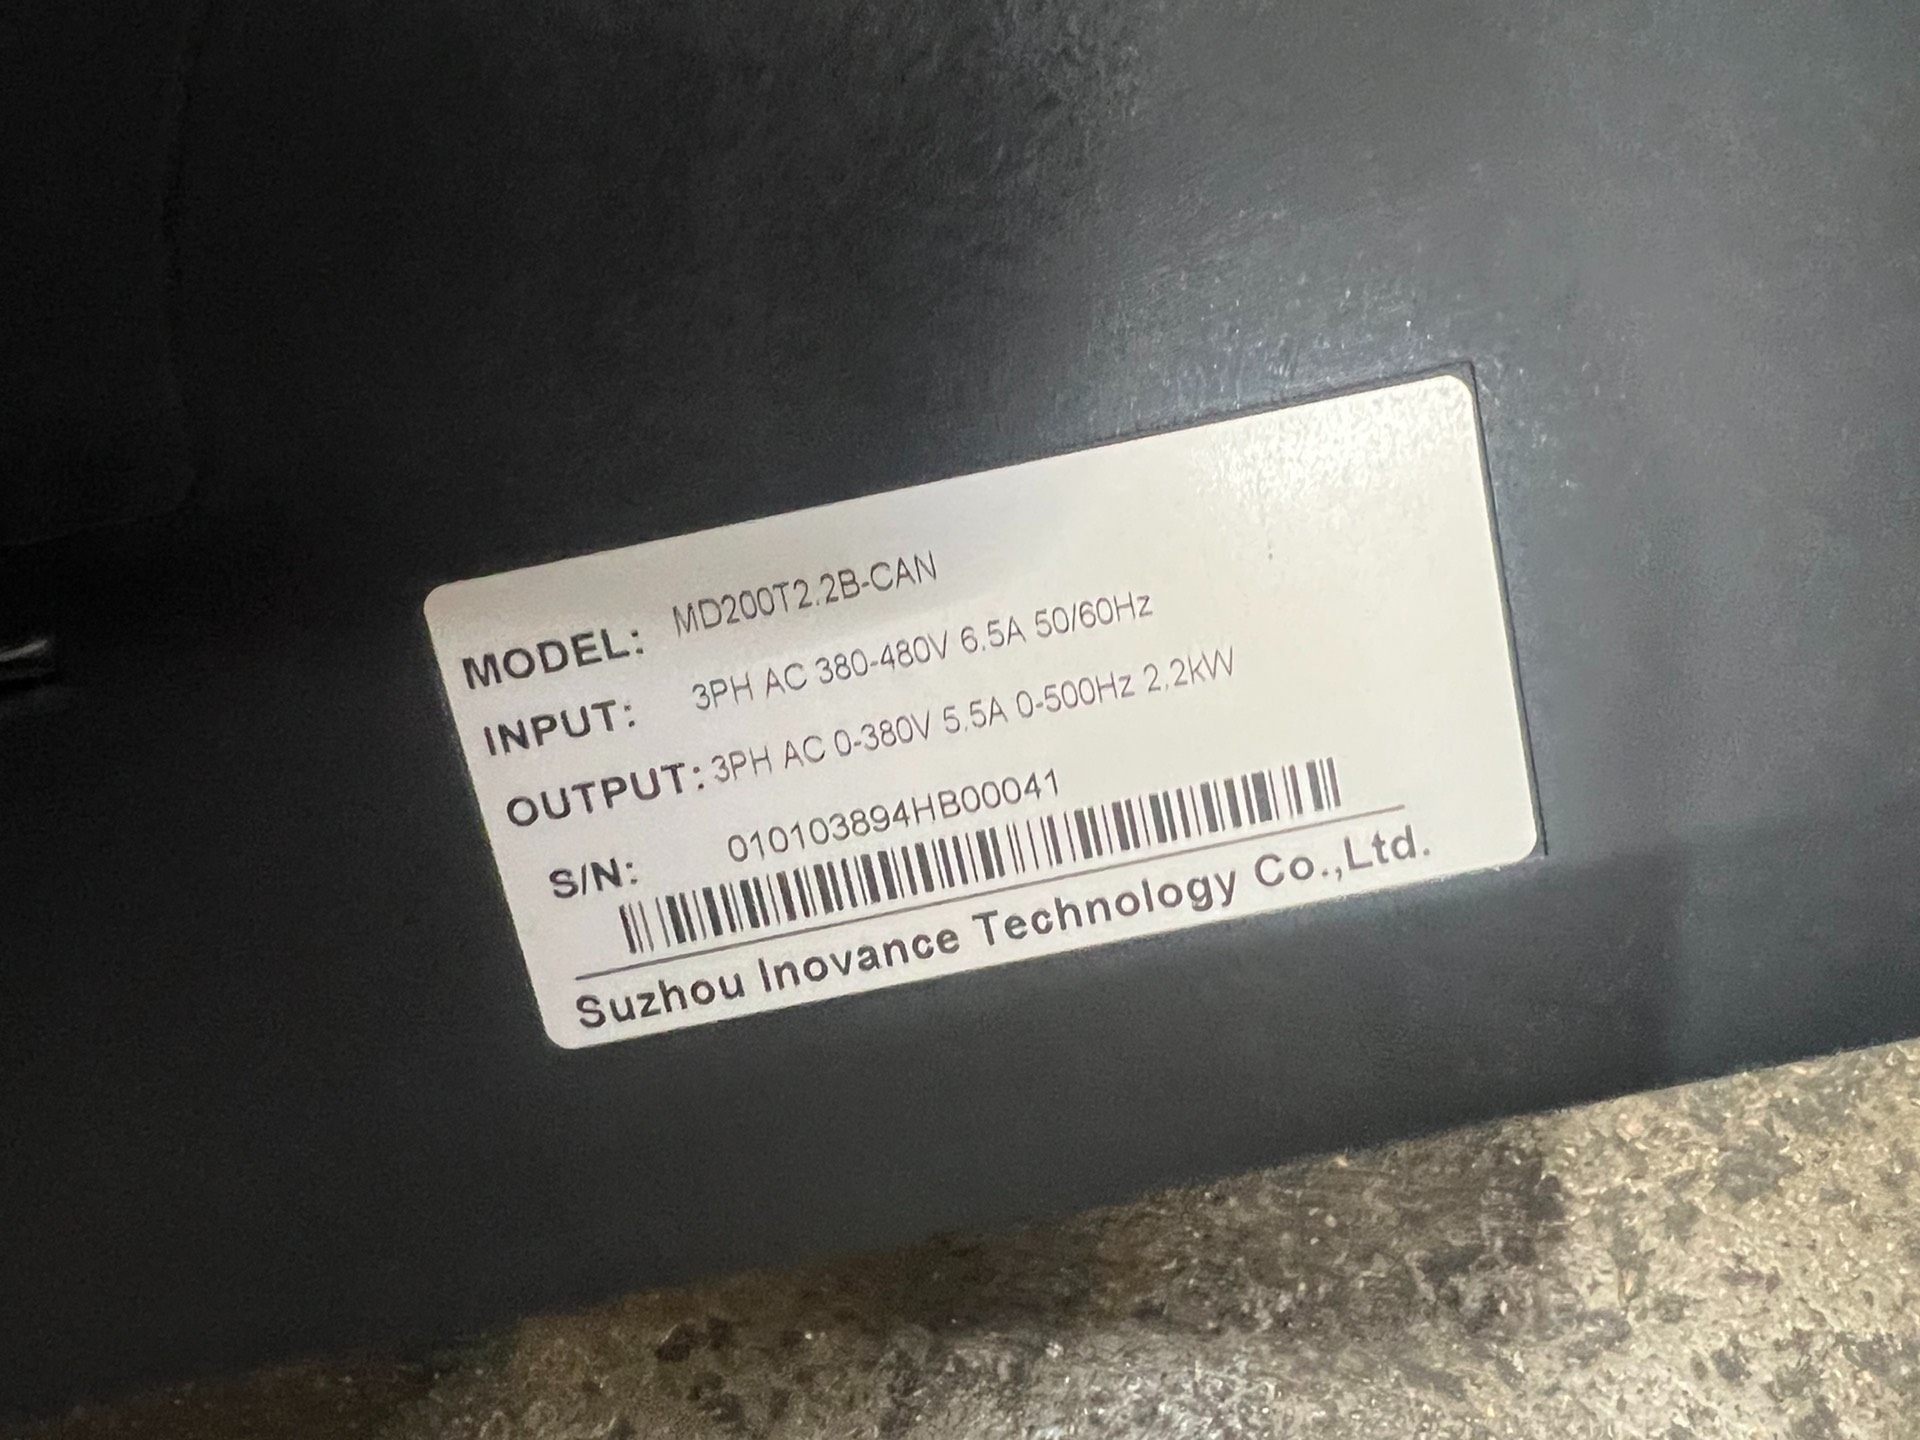 MODEL: MD200T2.2B-CAN
INPUT: 3PH AC 380-480V 6.5A 50/60Hz
OUTPUT: 3PH AC 0-380V 5.5A 0-500Hz 2.2kW
S/N: 010103894HB00041
Suzhou Inovance Technology Co.,Ltd.